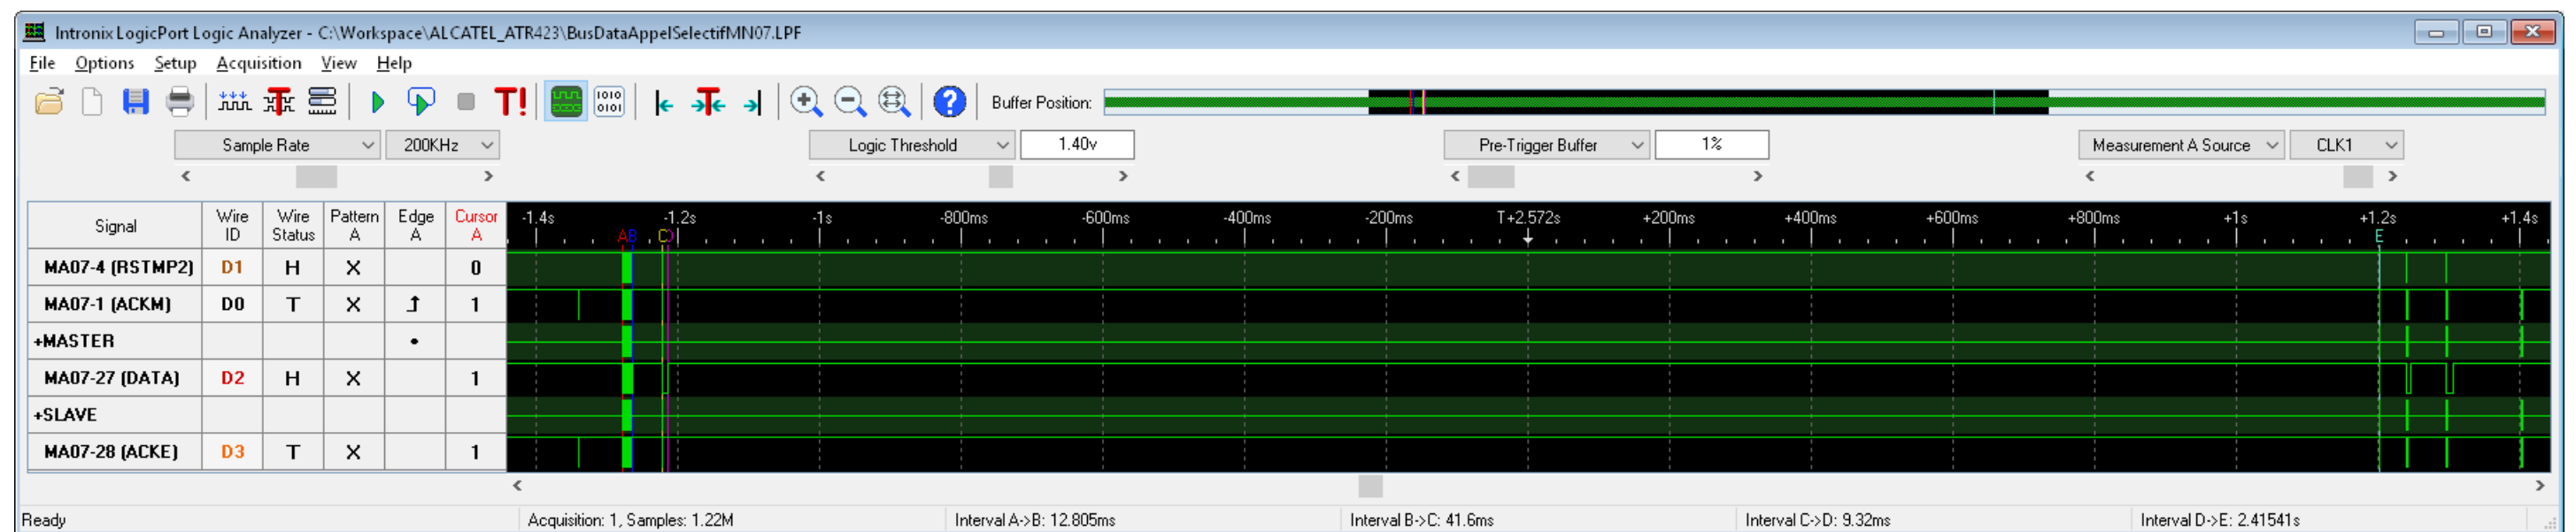 Intronix LogicPort Logic Analyzer - C:\Workspace\ALCATEL_ATR423\BusDataAppelSelectifMN07.LPF
File Options Setup Acquisition View Help
T! 1010 0101 ? Buffer Position:
Sample Rate 200KHz Logic Threshold 1.40v Pre-Trigger Buffer 1% Measurement A Source CLK1
Signal Wire ID Wire Status Pattern A Edge A Cursor A -1.4s -1.2s -1s -800ms -600ms -400ms -200ms T+2.572s +200ms +400ms +600ms +800ms +1s +1.2s +1.4s
A B C D E
MA07-4 (RSTMP2) D1 H X 0
MA07-1 (ACKM) D0 T X 1
+MASTER
MA07-27 (DATA) D2 H X 1
+SLAVE
MA07-28 (ACKE) D3 T X 1
Ready Acquisition: 1, Samples: 1.22M Interval A->B: 12.805ms Interval B->C: 41.6ms Interval C->D: 9.32ms Interval D->E: 2.41541s